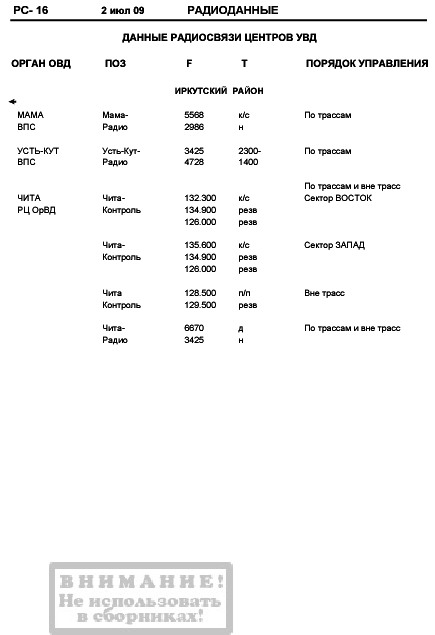 РС- 16 2 июл 09 РАДИОДАННЫЕ
ДАННЫЕ РАДИОСВЯЗИ ЦЕНТРОВ УВД
ОРГАН ОВД ПОЗ F T ПОРЯДОК УПРАВЛЕНИЯ
ИРКУТСКИЙ РАЙОН
МАМА Мама- 5568 к/с По трассам
ВПС Радио 2986 н
УСТЬ-КУТ Усть-Кут- 3425 2300- По трассам
ВПС Радио 4728 1400
По трассам и вне трасс
ЧИТА Чита- 132.300 к/с Сектор ВОСТОК
РЦ ОрВД Контроль 134.900 резв
126.000 резв
Чита- 135.600 к/с Сектор ЗАПАД
Контроль 134.900 резв
126.000 резв
Чита 128.500 п/п Вне трасс
Контроль 129.500 резв
Чита- 6670 д По трассам и вне трасс
Радио 3425 н
ВНИМАНИЕ!
Не использовать
в сборниках!